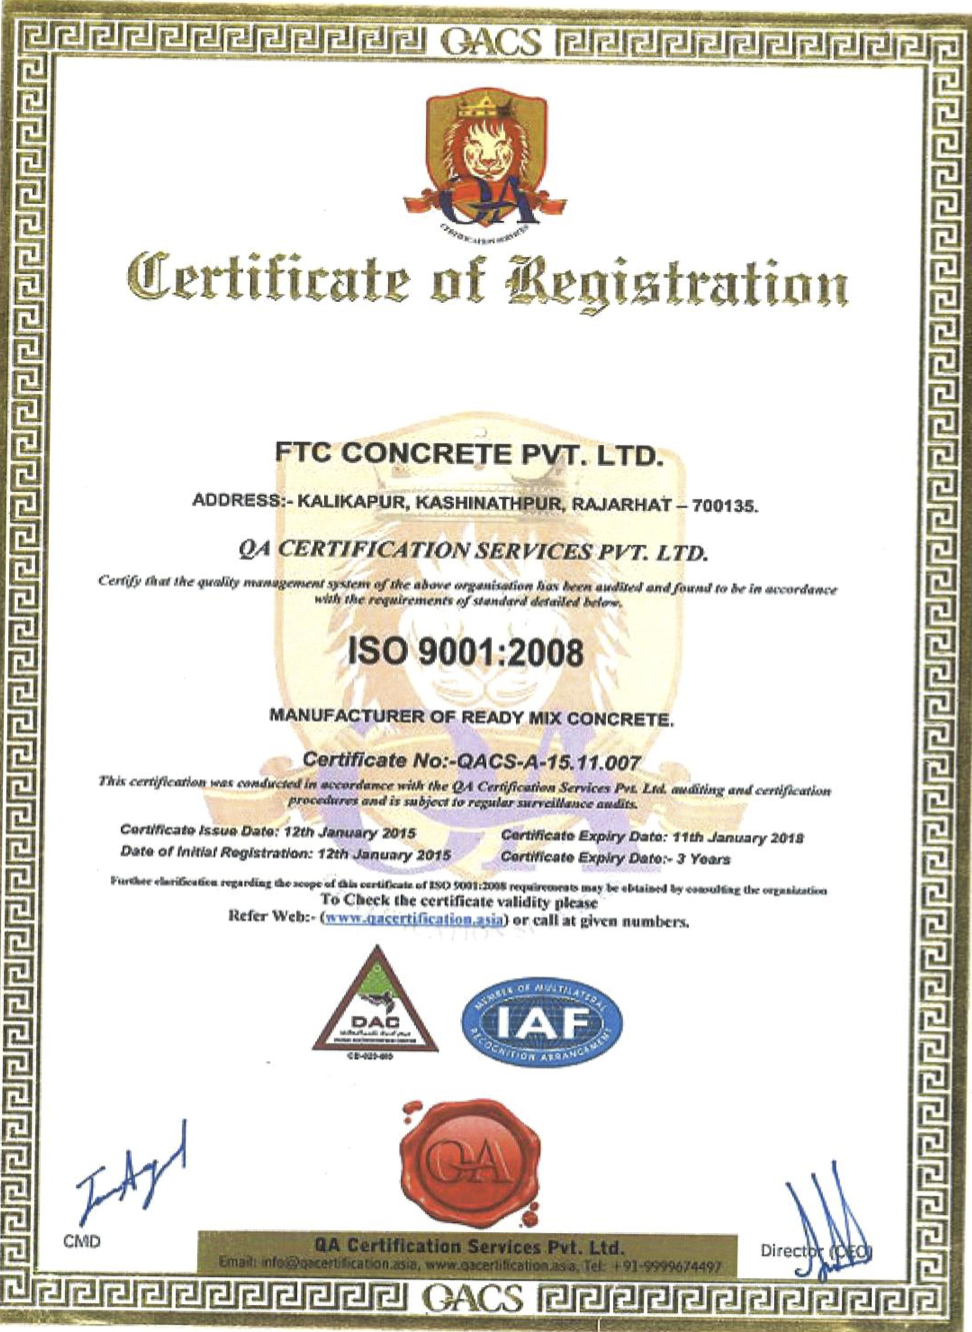 QACS
QA
CERTIFICATION SERVICES
Certificate of Registration
FTC CONCRETE PVT. LTD.
ADDRESS:- KALIKAPUR, KASHINATHPUR, RAJARHAT – 700135.
QA CERTIFICATION SERVICES PVT. LTD.
Certify that the quality management system of the above organisation has been audited and found to be in accordance
with the requirements of standard detailed below.
ISO 9001:2008
MANUFACTURER OF READY MIX CONCRETE.
Certificate No:-QACS-A-15.11.007
This certification was conducted in accordance with the QA Certification Services Pvt. Ltd. auditing and certification
procedures and is subject to regular surveillance audits.
Certificate Issue Date: 12th January 2015 Certificate Expiry Date: 11th January 2018
Date of Initial Registration: 12th January 2015 Certificate Expiry Date:- 3 Years
Further clarification regarding the scope of this certificate of ISO 9001:2008 requirements may be obtained by consulting the organization
To Check the certificate validity please
Refer Web:- (www.qacertification.asia) or call at given numbers.
DAC
MEMBER OF MULTILATERAL
IAF
RECOGNITION ARRANGEMENT
QA
CMD
Director (CEO)
QA Certification Services Pvt. Ltd.
Email: info@qacertification.asia, www.qacertification.asia, Tel: +91-9999674497
QACS